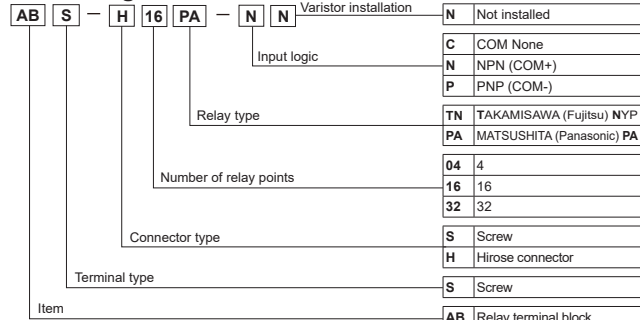 AB S – H 16 PA – N N
Varistor installation
N Not installed
Input logic
C COM None
N NPN (COM+)
P PNP (COM-)
Relay type
TN TAKAMISAWA (Fujitsu) NYP
PA MATSUSHITA (Panasonic) PA
Number of relay points
04 4
16 16
32 32
Connector type
S Screw
H Hirose connector
Terminal type
S Screw
Item
AB Relay terminal block